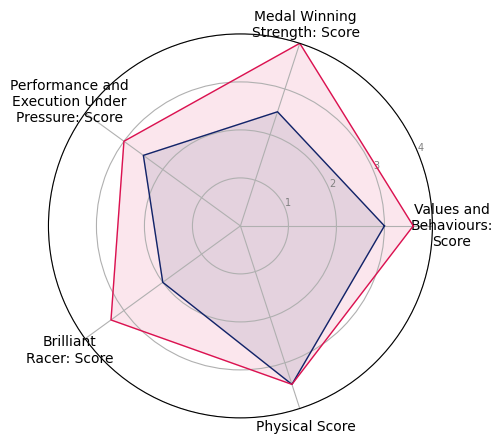 Medal Winning
Strength: Score
Performance and
Execution Under
Pressure: Score
4
3
2
1
Values and
Behaviours:
Score
Brilliant
Racer: Score
Physical Score